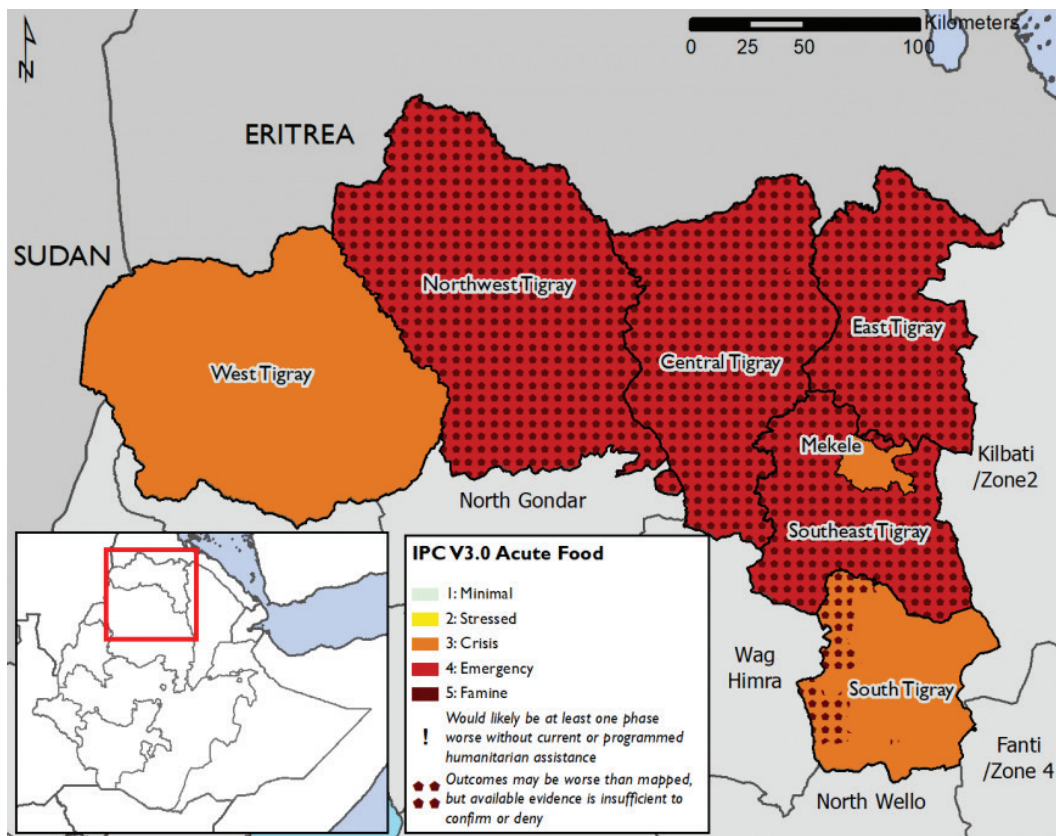 Kilometers
0 25 50 100
N
ERITREA
SUDAN
Northwest Tigray
East Tigray
Central Tigray
West Tigray
Mekele
Kilbati
/Zone2
North Gondar
Southeast Tigray
Wag
Himra
South Tigray
Fanti
/Zone 4
North Wello
IPC V3.0 Acute Food
1: Minimal
2: Stressed
3: Crisis
4: Emergency
5: Famine
Would likely be at least one phase
! worse without current or programmed
humanitarian assistance
Outcomes may be worse than mapped,
but available evidence is insufficient to
confirm or deny